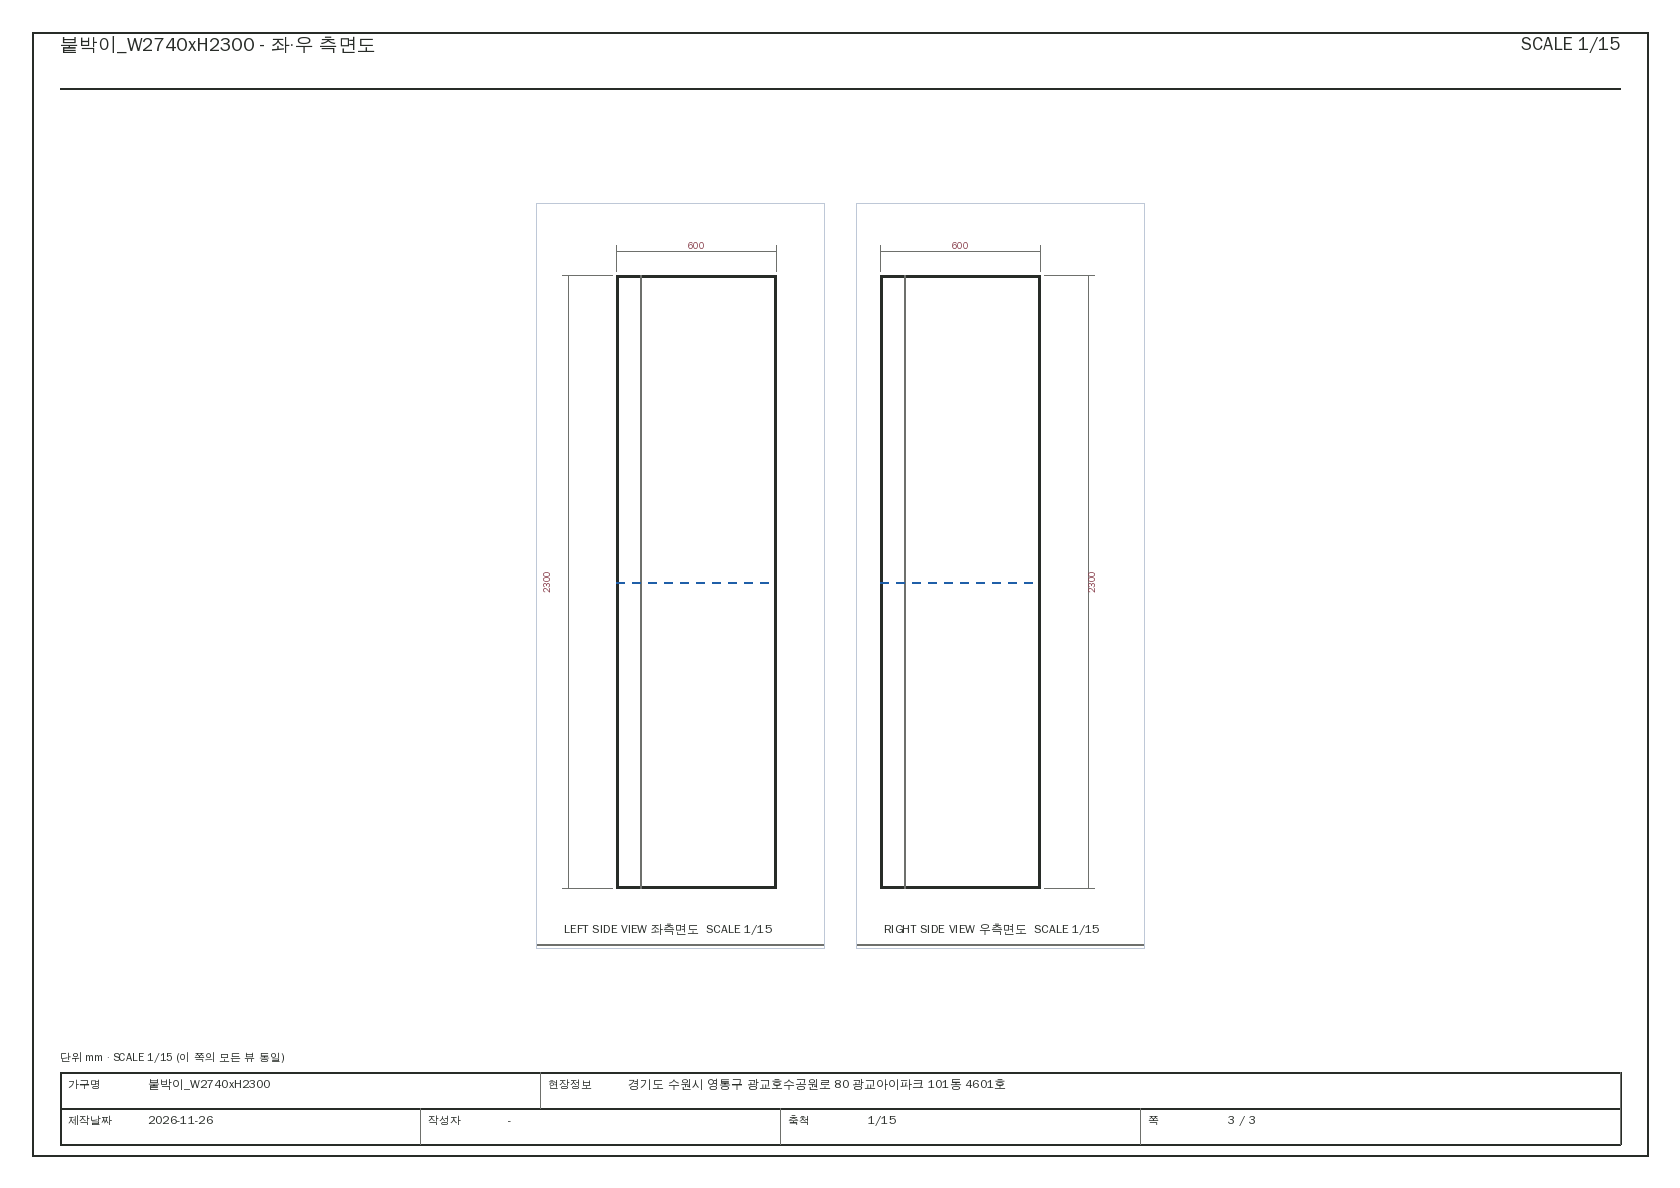 붙박이_W2740xH2300 - 좌·우 측면도
SCALE 1/15
600
600
2300
2300
LEFT SIDE VIEW 좌측면도 SCALE 1/15
RIGHT SIDE VIEW 우측면도 SCALE 1/15
단위 mm · SCALE 1/15 (이 쪽의 모든 뷰 동일)
가구명 붙박이_W2740xH2300 현장정보 경기도 수원시 영통구 광교호수공원로 80 광교아이파크 101동 4601호
제작날짜 2026-11-26 작성자 - 축척 1/15 쪽 3 / 3